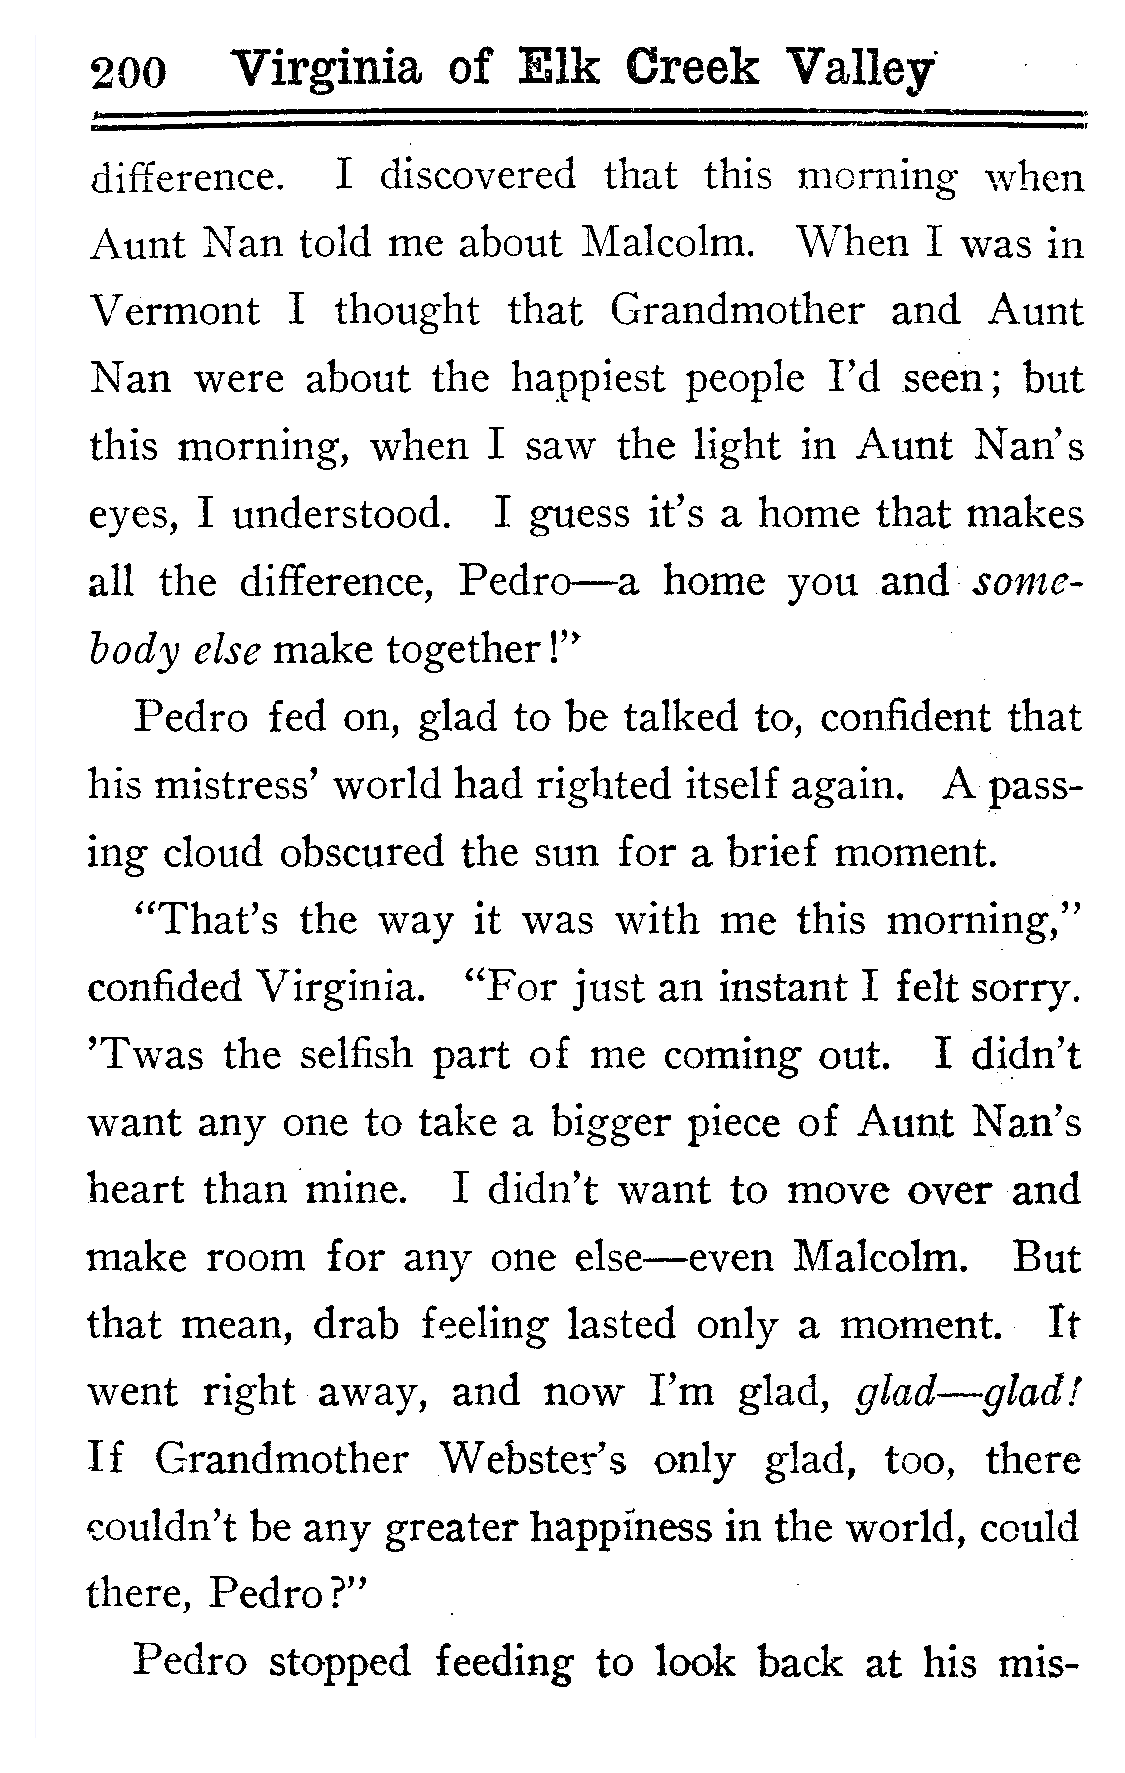 200 Virginia of Elk Creek Valley
difference. I discovered that this morning when
Aunt Nan told me about Malcolm. When I was in
Vermont I thought that Grandmother and Aunt
Nan were about the happiest people I'd seen; but
this morning, when I saw the light in Aunt Nan's
eyes, I understood. I guess it's a home that makes
all the difference, Pedro—a home you and some-
body else make together!"
Pedro fed on, glad to be talked to, confident that
his mistress' world had righted itself again. A pass-
ing cloud obscured the sun for a brief moment.
"That's the way it was with me this morning,"
confided Virginia. "For just an instant I felt sorry.
'Twas the selfish part of me coming out. I didn't
want any one to take a bigger piece of Aunt Nan's
heart than mine. I didn't want to move over and
make room for any one else—even Malcolm. But
that mean, drab feeling lasted only a moment. It
went right away, and now I'm glad, glad—glad!
If Grandmother Webster's only glad, too, there
couldn't be any greater happiness in the world, could
there, Pedro?"
Pedro stopped feeding to look back at his mis-